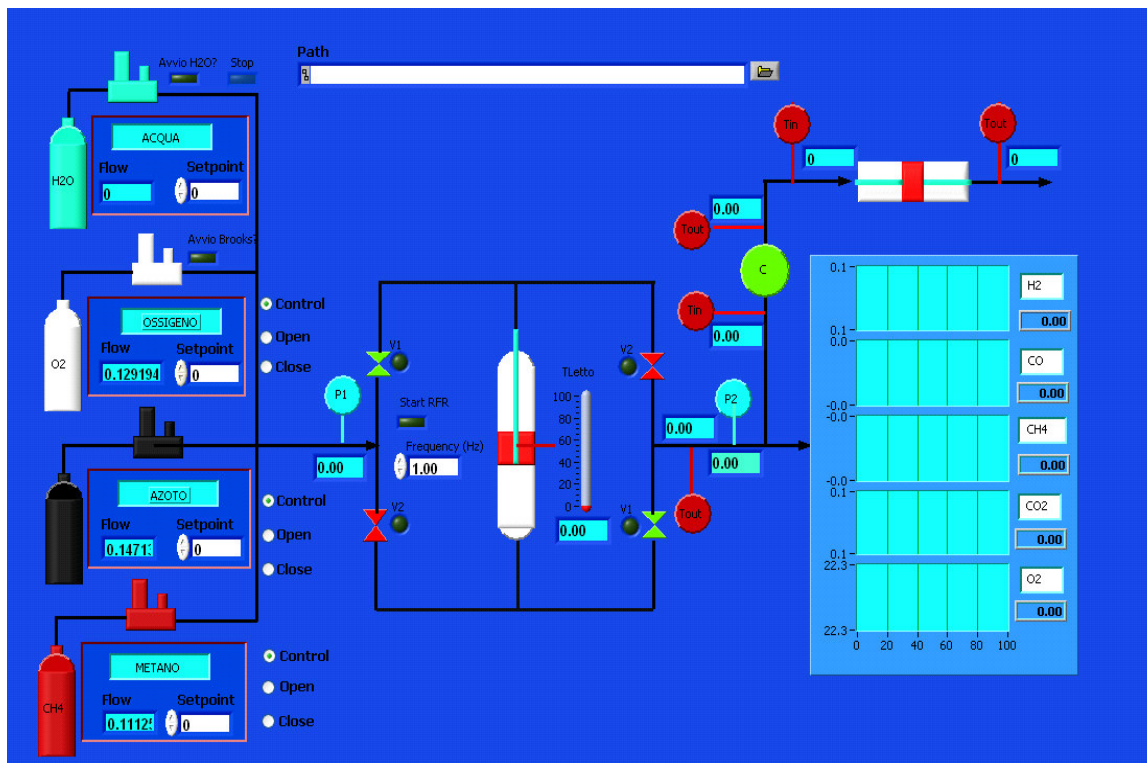 Path
Avvio H2O?
Stop
H2O
ACQUA
Flow
Setpoint
0
0
Avvio Brooks?
O2
OSSIGENO
Flow
Setpoint
0.129194
0
Control
Open
Close
AZOTO
Flow
Setpoint
0
Control
Open
Close
CH4
METANO
Flow
Setpoint
0
Control
Open
Close
P1
0.00
V1
Start RFR
Frequency (Hz)
1.00
V2
TLetto
100
80
60
40
20
0
0.00
V2
V1
0.00
Tout
P2
0.00
Tin
0.00
C
Tout
0.00
Tin
0
Tout
0
0.1
0.1
H2
0.00
0.0
-0.0
CO
0.00
-0.0
-0.0
CH4
0.00
0.1
0.1
CO2
0.00
22.3
22.3
O2
0.00
0 20 40 60 80 100